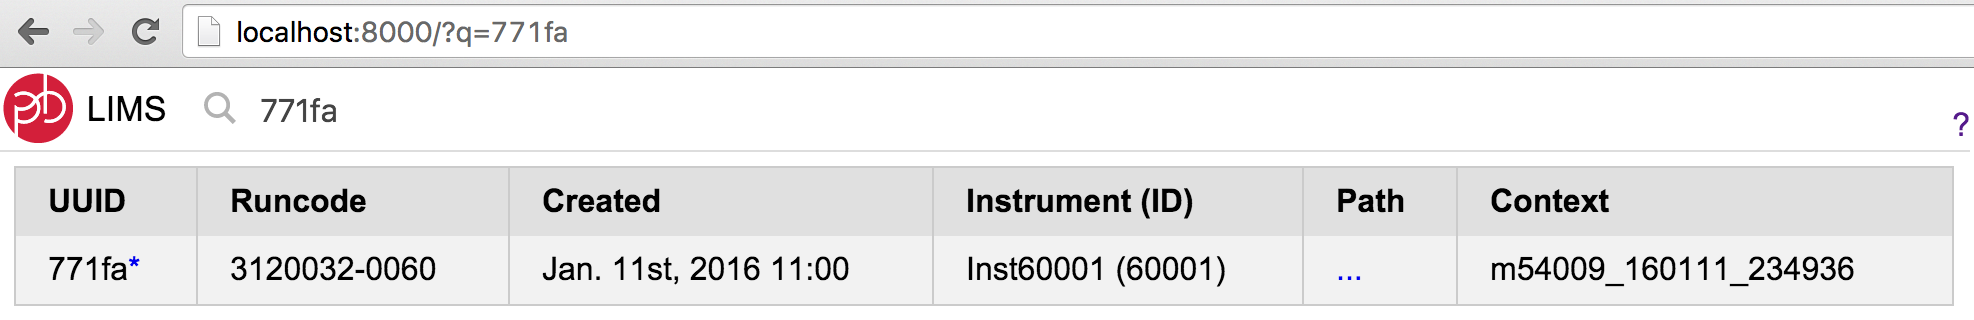 localhost:8000/?q=771fa
pb LIMS 771fa
?
UUID Runcode Created Instrument (ID) Path Context
771fa* 3120032-0060 Jan. 11st, 2016 11:00 Inst60001 (60001) ... m54009_160111_234936